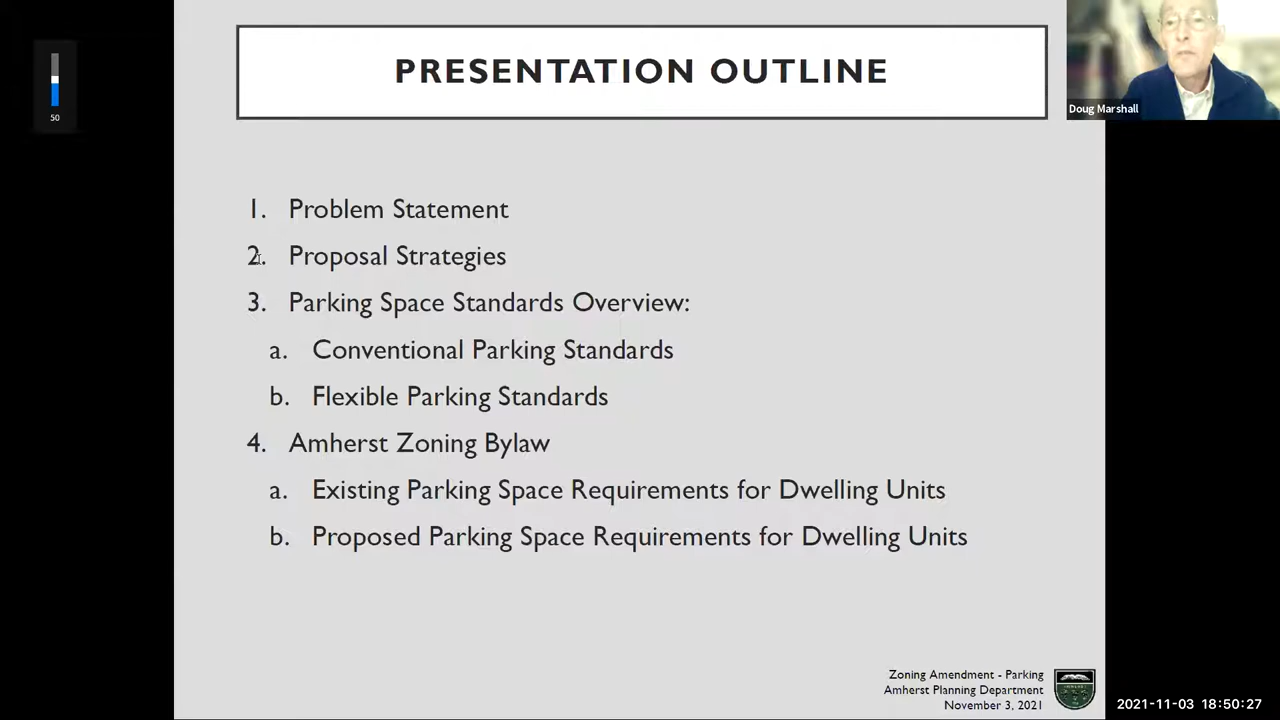 PRESENTATION OUTLINE
Doug Marshall
50
1. Problem Statement
2. Proposal Strategies
3. Parking Space Standards Overview:
a. Conventional Parking Standards
b. Flexible Parking Standards
4. Amherst Zoning Bylaw
a. Existing Parking Space Requirements for Dwelling Units
b. Proposed Parking Space Requirements for Dwelling Units
Zoning Amendment - Parking
Amherst Planning Department
November 3, 2021
2021-11-03 18:50:27